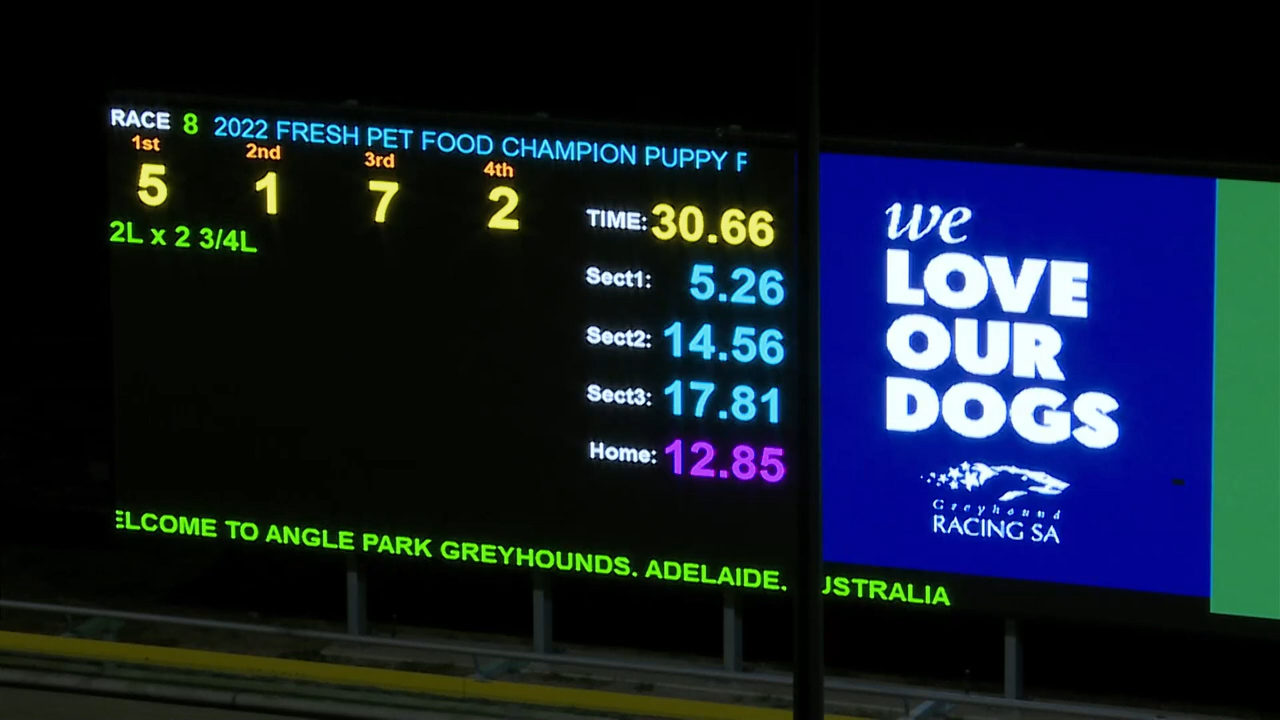 RACE 8 2022 FRESH PET FOOD CHAMPION PUPPY F
1st 2nd 3rd 4th
5 1 7 2
2L x 2 3/4L
TIME: 30.66
Sect1: 5.26
Sect2: 14.56
Sect3: 17.81
Home: 12.85
ELCOME TO ANGLE PARK GREYHOUNDS. ADELAIDE. USTRALIA
we
LOVE
OUR
DOGS
Greyhound
RACING SA